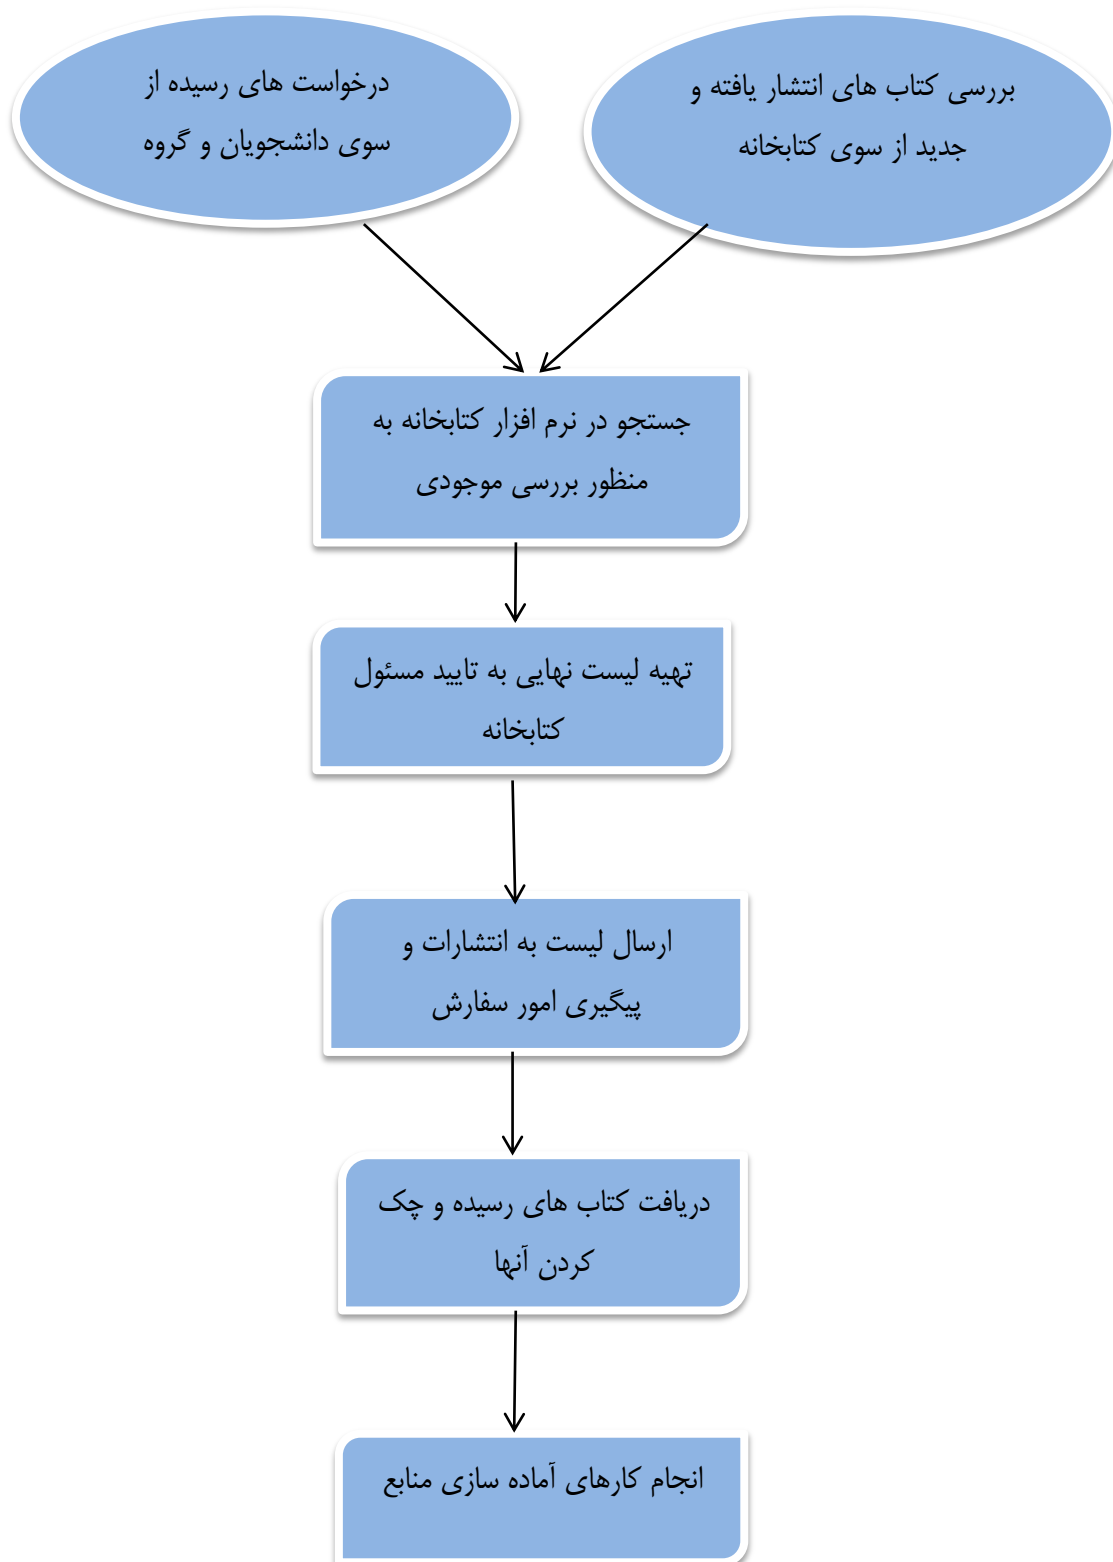 بررسی کتاب های انتشار یافته و
جدید از سوی کتابخانه
درخواست های رسیده از
سوی دانشجویان و گروه
جستجو در نرم افزار کتابخانه به
منظور بررسی موجودی
تهیه لیست نهایی به تایید مسئول
کتابخانه
ارسال لیست به انتشارات و
پیگیری امور سفارش
دریافت کتاب های رسیده و چک
کردن آنها
انجام کارهای آماده سازی منابع